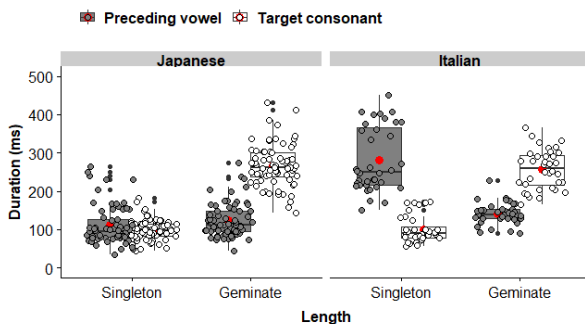 Preceding vowel Target consonant
Japanese Italian
Duration (ms)
500
400
300
200
100
0
Singleton Geminate Singleton Geminate
Length